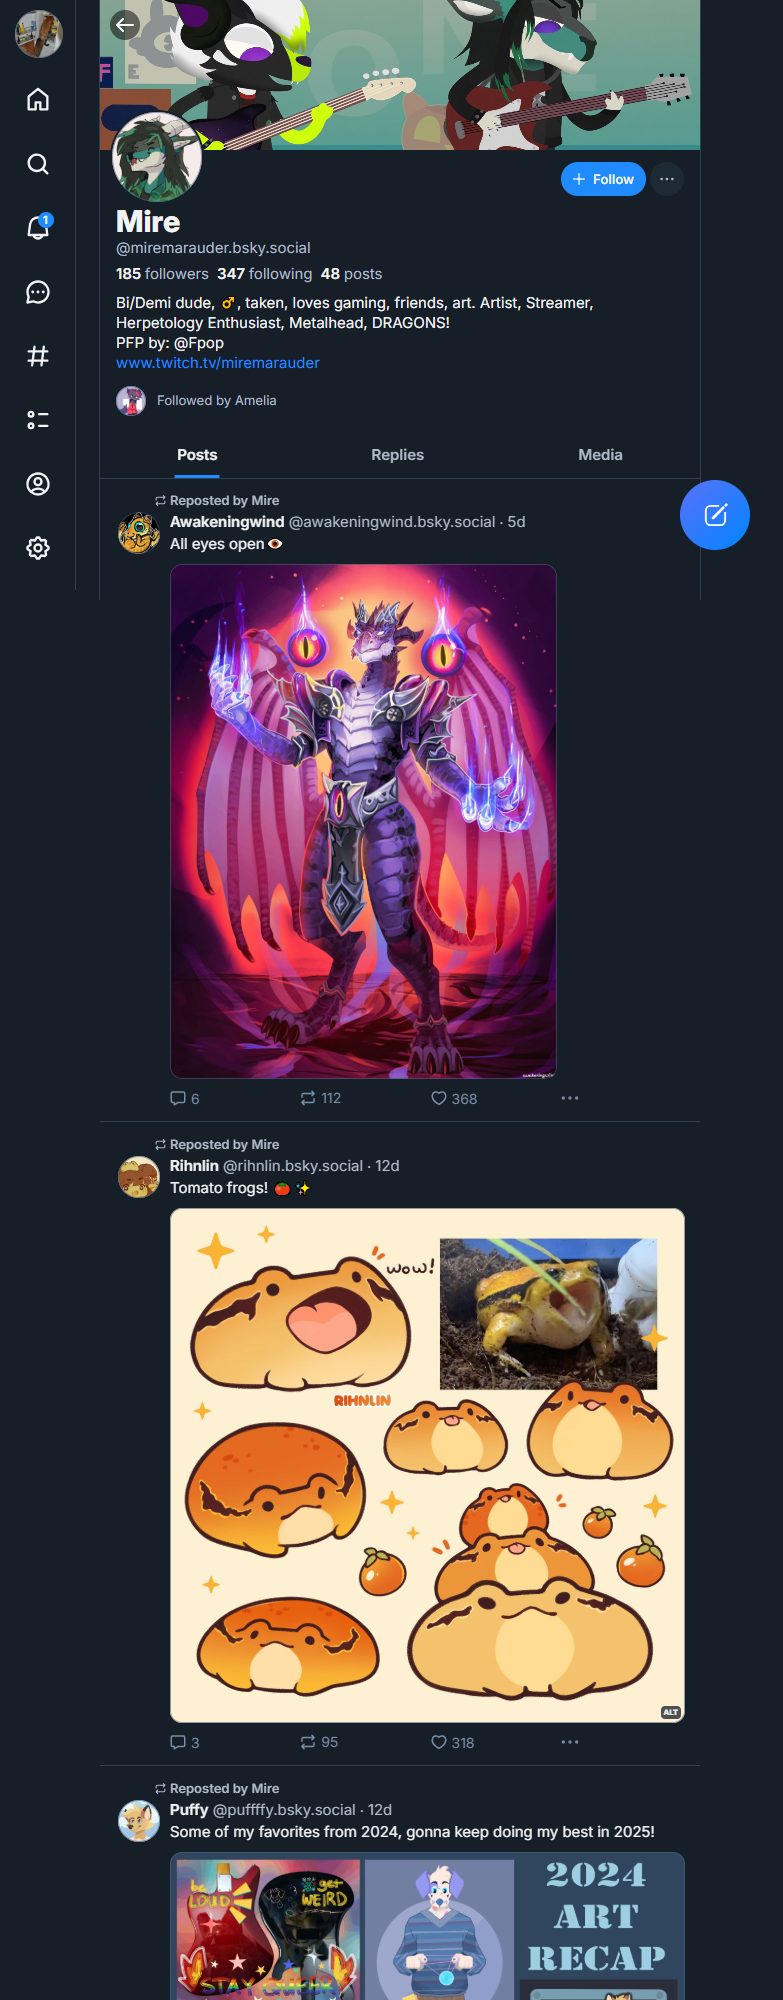 F
E
ONE
1
Follow
Mire
@miremarauder.bsky.social
185 followers 347 following 48 posts
Bi/Demi dude, ♂️, taken, loves gaming, friends, art. Artist, Streamer,
Herpetology Enthusiast, Metalhead, DRAGONS!
PFP by: @Fpop
www.twitch.tv/miremarauder
Followed by Amelia
Posts Replies Media
Reposted by Mire
Awakeningwind @awakeningwind.bsky.social · 5d
All eyes open👁️
6 112 368
Reposted by Mire
Rihnlin @rihnlin.bsky.social · 12d
Tomato frogs! 🍅 ✨
wow!
RIHNLIN
ALT
3 95 318
Reposted by Mire
Puffy @puffffy.bsky.social · 12d
Some of my favorites from 2024, gonna keep doing my best in 2025!
be LOUD
get WEIRD
STAY QUEER
2024
ART
RECAP